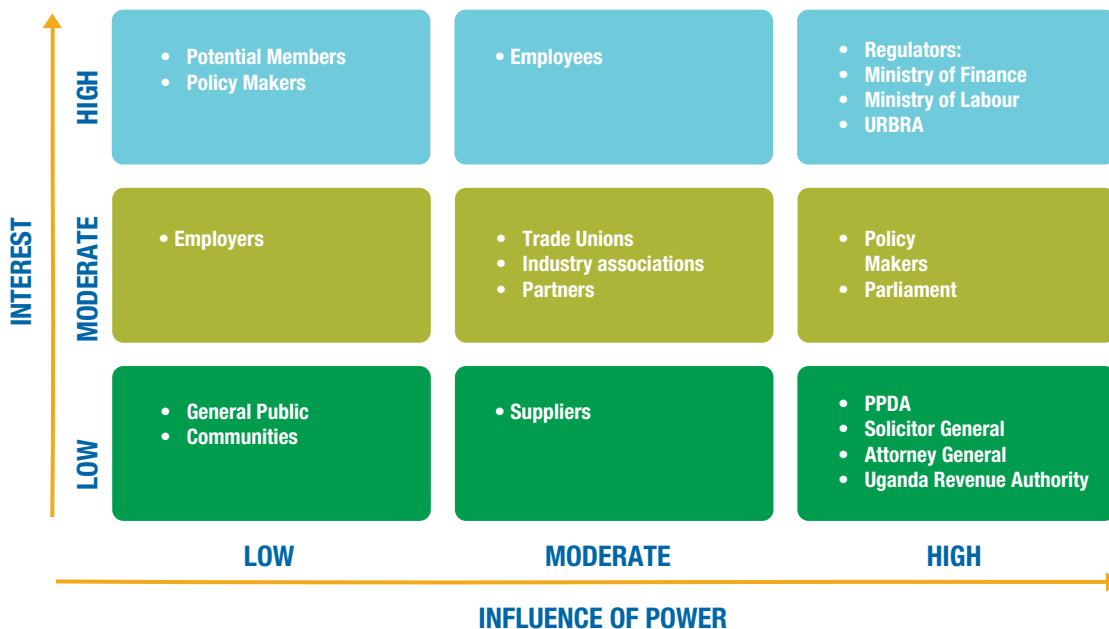 INTEREST
HIGH
• Potential Members
• Policy Makers
• Employees
• Regulators:
• Ministry of Finance
• Ministry of Labour
• URBRA
MODERATE
• Employers
• Trade Unions
• Industry associations
• Partners
• Policy
Makers
• Parliament
LOW
• General Public
• Communities
• Suppliers
• PPDA
• Solicitor General
• Attorney General
• Uganda Revenue Authority
LOW
MODERATE
HIGH
INFLUENCE OF POWER